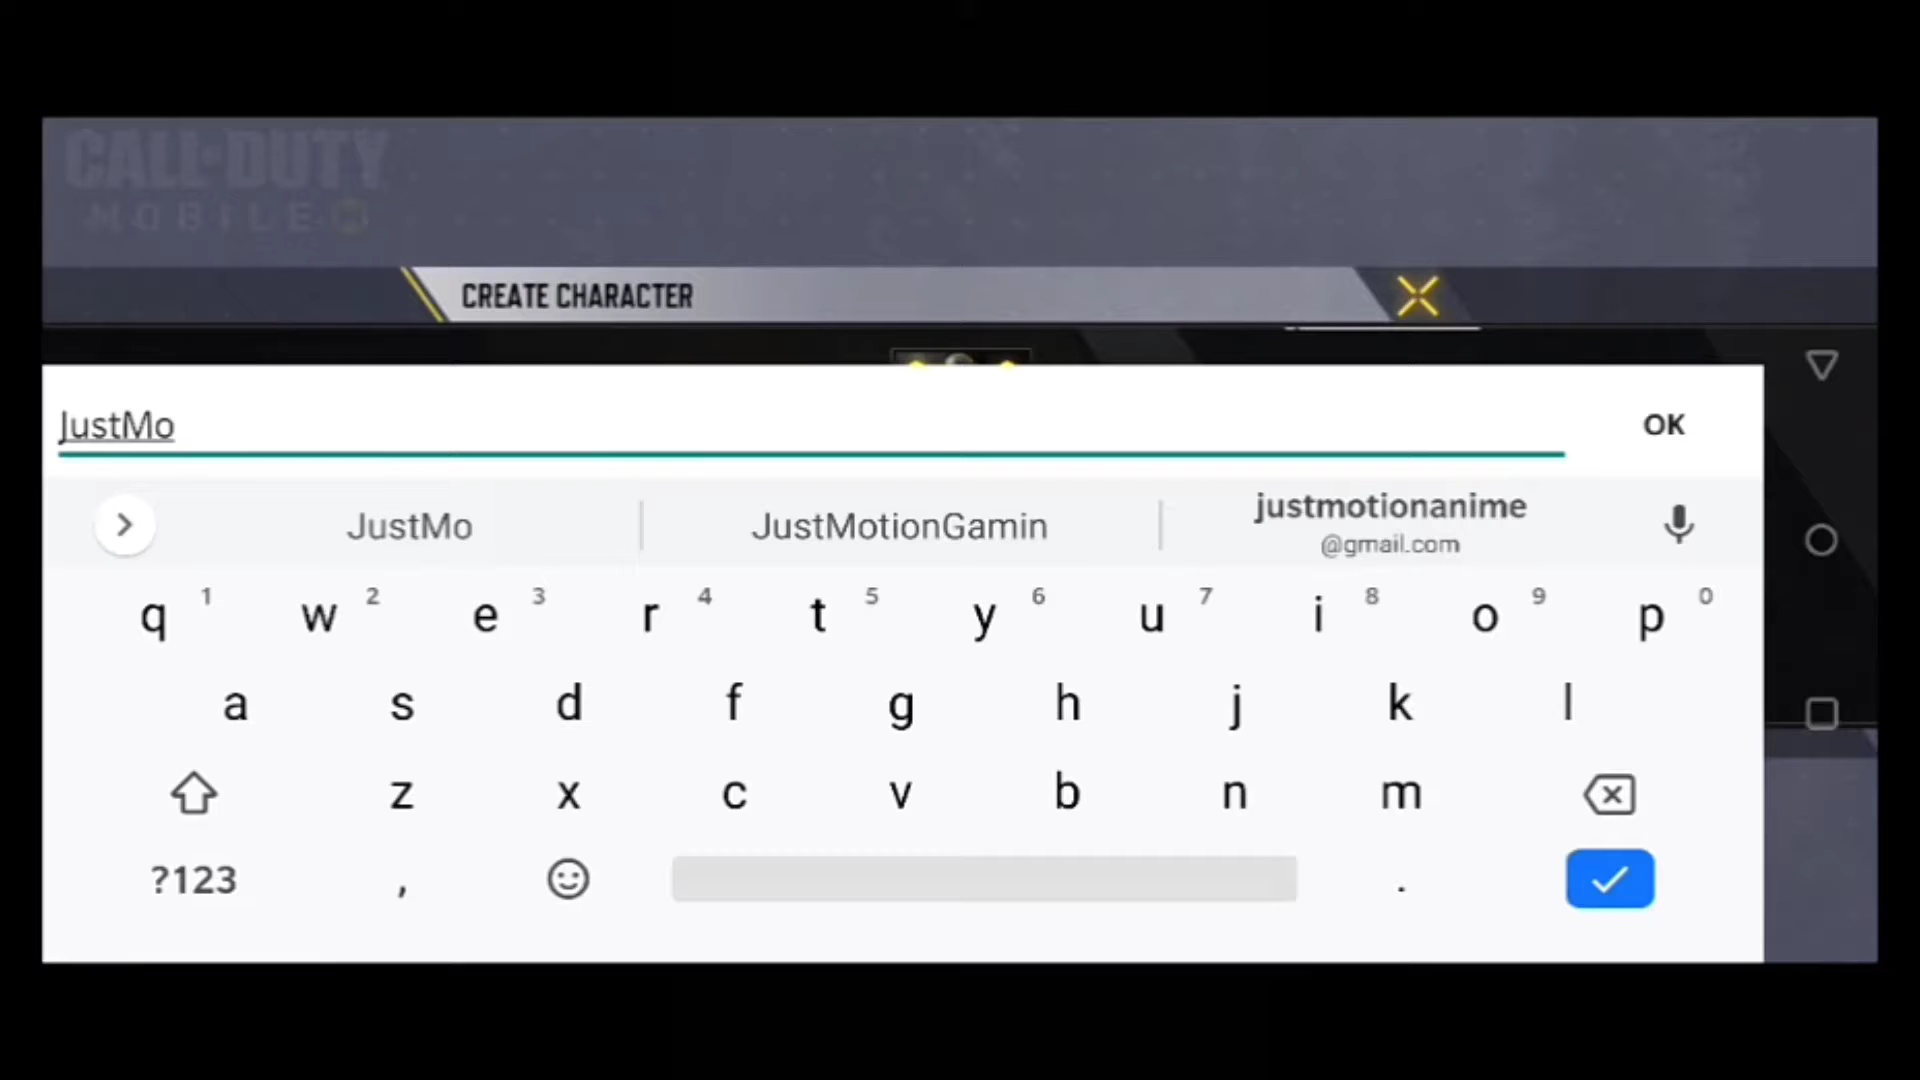 CALL·DUTY
MOBILE
CREATE CHARACTER
JustMo
OK
JustMo
JustMotionGamin
justmotionanime
@gmail.com
q 1 w 2 e 3 r 4 t 5 y 6 u 7 i 8 o 9 p 0
a s d f g h j k l
z x c v b n m
?123 , .